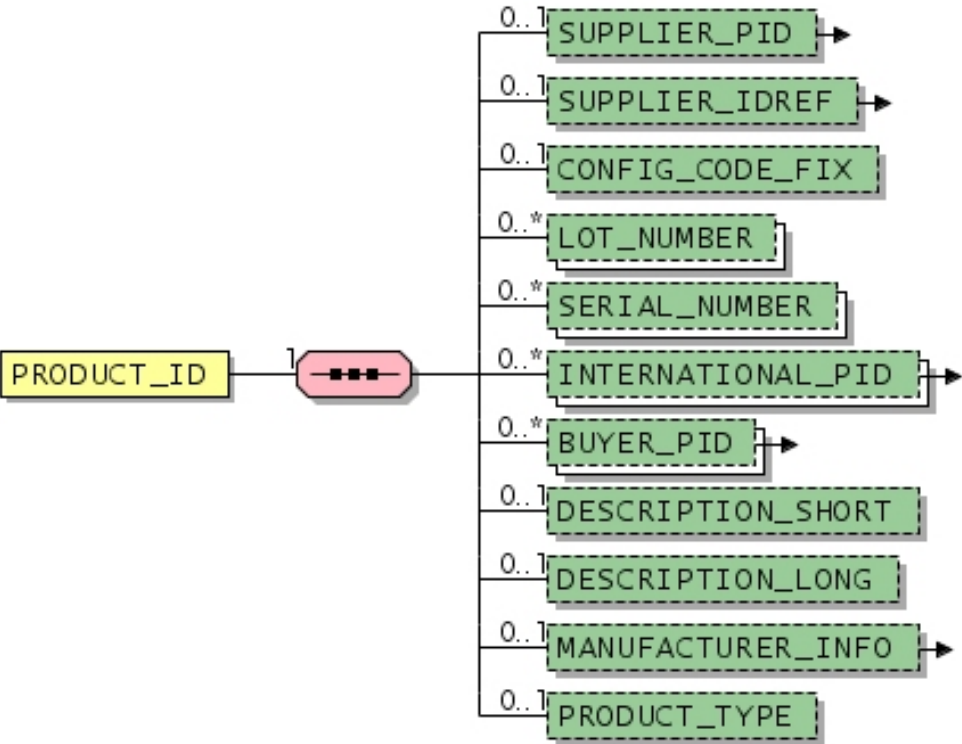 0..1 SUPPLIER_PID
0..1 SUPPLIER_IDREF
0..1 CONFIG_CODE_FIX
0..* LOT_NUMBER
0..* SERIAL_NUMBER
PRODUCT_ID 1 0..* INTERNATIONAL_PID
0..* BUYER_PID
0..1 DESCRIPTION_SHORT
0..1 DESCRIPTION_LONG
0..1 MANUFACTURER_INFO
0..1 PRODUCT_TYPE